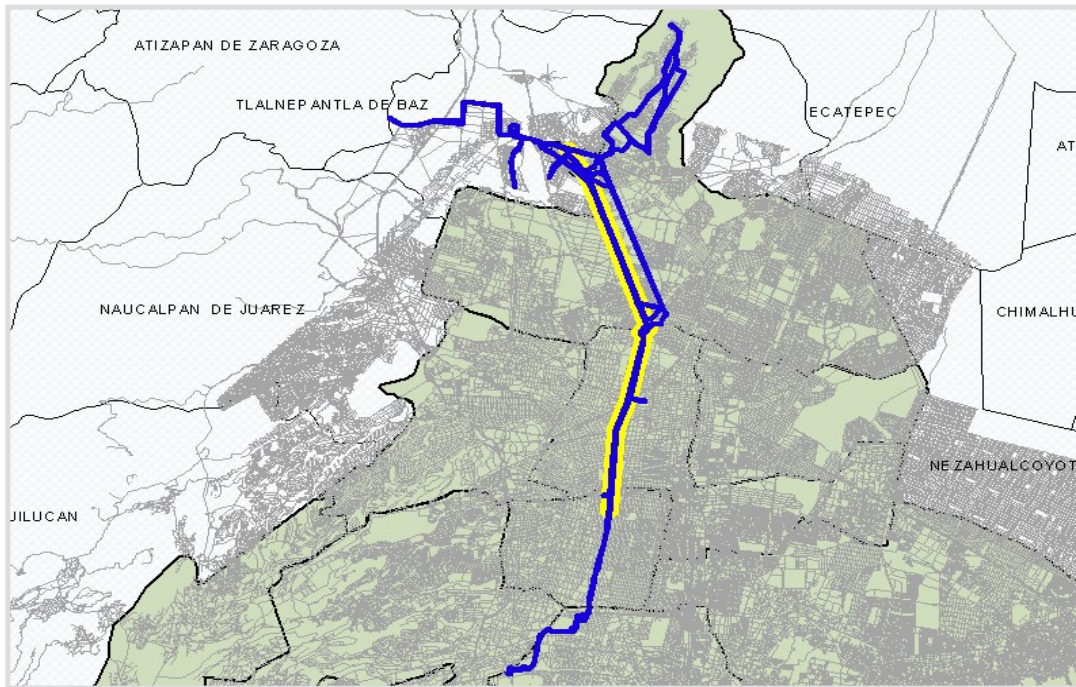 ATIZAPAN DE ZARAGOZA
TLALNEPANTLA DE BAZ
ECATEPEC
AT
NAUCALPAN DE JUAREZ
CHIMALHU
NEZAHUALCOYOT
JILUCAN